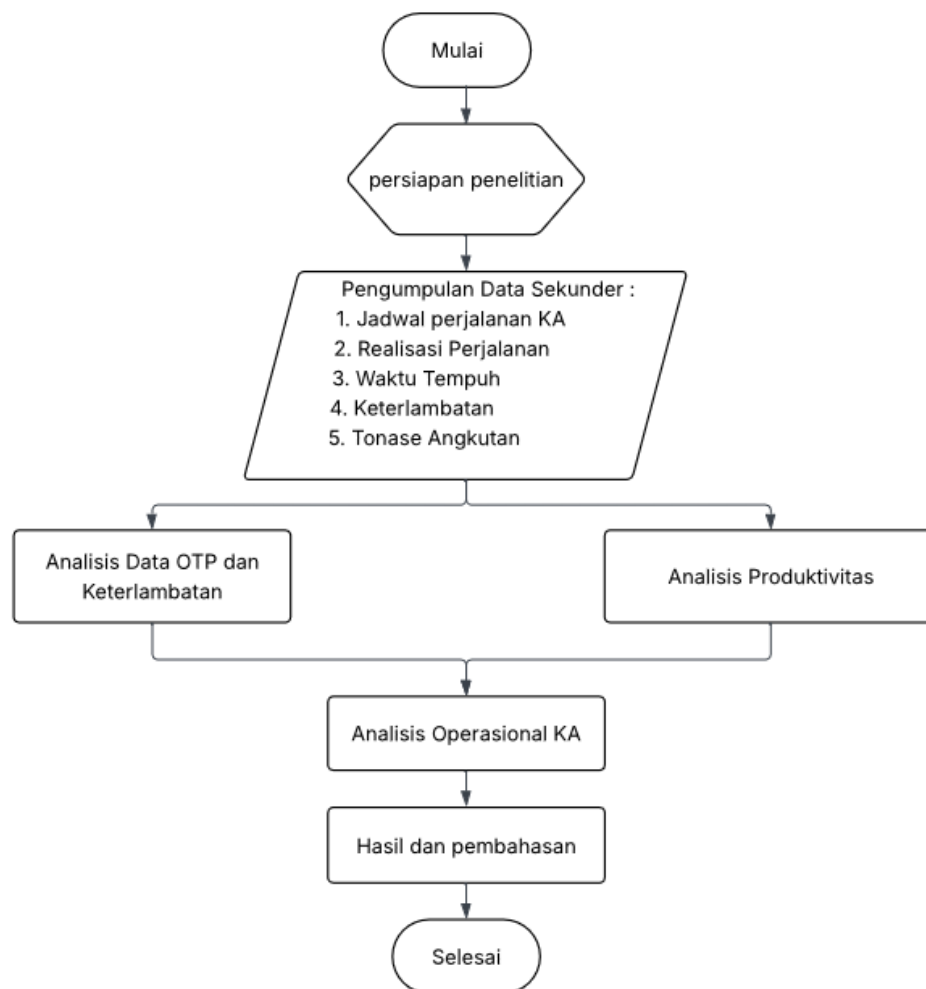 Mulai
persiapan penelitian
Pengumpulan Data Sekunder :
1. Jadwal perjalanan KA
2. Realisasi Perjalanan
3. Waktu Tempuh
4. Keterlambatan
5. Tonase Angkutan
Analisis Data OTP dan
Keterlambatan
Analisis Produktivitas
Analisis Operasional KA
Hasil dan pembahasan
Selesai